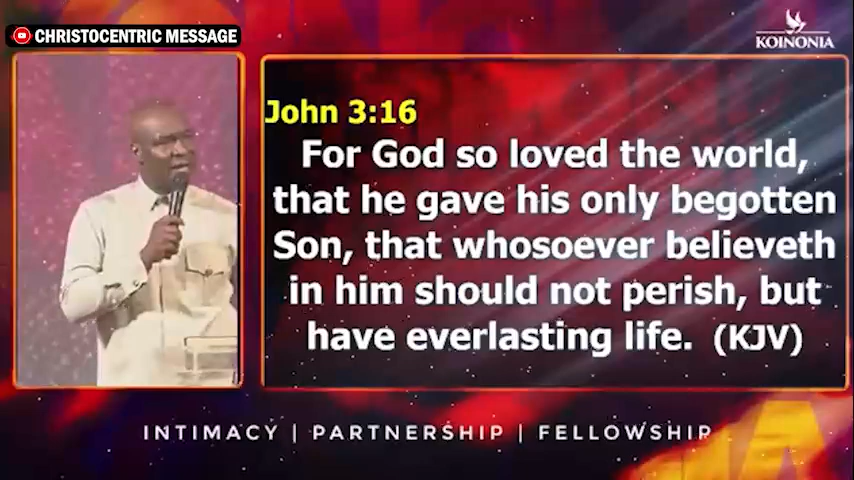 CHRISTOCENTRIC MESSAGE
KOINONIA
John 3:16
For God so loved the world,
that he gave his only begotten
Son, that whosoever believeth
in him should not perish, but
have everlasting life. (KJV)
INTIMACY | PARTNERSHIP | FELLOWSHIP